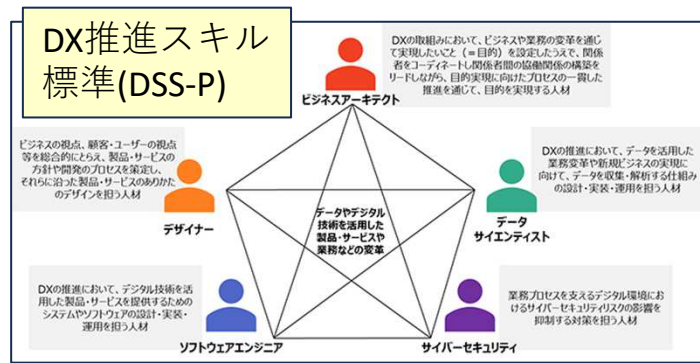 DX推進スキル
標準(DSS-P)
DXの取組みにおいて、ビジネスや業務の変革を通じ
て実現したいこと（=目的）を設定したうえで、関係
者をコーディネートし関係者間の協働関係の構築を
リードしながら、目的実現に向けたプロセスの一貫した
推進を通じて、目的を実現する人材
ビジネスアーキテクト
ビジネスの視点、顧客・ユーザーの視点
等を総合的にとらえ、製品・サービスの
方針や開発のプロセスを策定し、
それらに沿った製品・サービスのありかた
のデザインを担う人材
デザイナー
DXの推進において、データを活用した
業務変革や新規ビジネスの実現に
向けて、データを収集・解析する仕組み
の設計・実装・運用を担う人材
データ
サイエンティスト
データやデジタル
技術を活用した
製品・サービスや
業務などの変革
DXの推進において、デジタル技術を活
用した製品・サービスを提供するための
システムやソフトウェアの設計・実装・
運用を担う人材
ソフトウェアエンジニア
業務プロセスを支えるデジタル環境にお
けるサイバーセキュリティリスクの影響を
抑制する対策を担う人材
サイバーセキュリティ